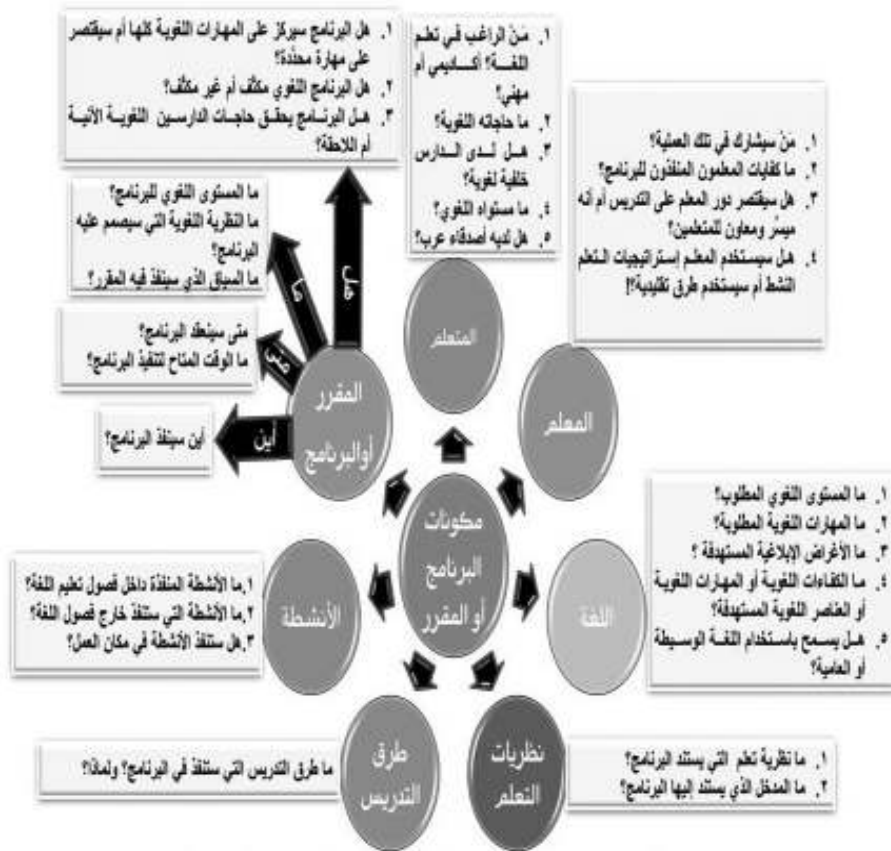 ١. هل البرنامج سيركز على المهارات اللغوية كلها أم سيقتصر
على مهارة محدّدة؟
٢. هل البرنامج اللغوي مكثف أم غير مكثف؟
٣. هل البرنامج يحقق حاجات الدارسين اللغوية الآنية
أم اللاحقة؟
١. مَنْ الراغب في تعلم
اللغة؟ أكاديمي أم
مهني؟
٢. ما حاجاته اللغوية؟
٣. هل لدى الدارس
خلفية لغوية؟
٤. ما مستواه اللغوي؟
٥. هل لديه أصدقاء عرب؟
١. مَنْ سيشارك في تلك العملية؟
٢. ما كفايات المعلمون المنفذون للبرنامج؟
٣. هل سيقتصر دور المعلم على التدريس أم أنه
ميسّر ومعاون للمتعلمين؟
٤. هل سيستخدم المعلم إستراتيجيات التعلم
النشط أم سيستخدم طرق تقليدية؟!
ما المستوى اللغوي للبرنامج؟
ما النظرية اللغوية التي سيصمم عليه
البرنامج؟
ما السياق الذي سينفذ فيه المقرر؟
متى سينعقد البرنامج؟
ما الوقت المتاح لتنفيذ البرنامج؟
أين سينفذ البرنامج؟
هل
ما
متى
أين
المقرر
أوالبرنامج
المتعلم
المعلم
مكونات
البرنامج
أو المقرر
اللغة
١. ما المستوى اللغوي المطلوب؟
٢. ما المهارات اللغوية المطلوبة؟
٣. ما الأغراض الإبلاغية المستهدفة ؟
٤. ما الكفاءات اللغوية أو المهارات اللغوية
أو العناصر اللغوية المستهدفة؟
٥. هل يسمح باستخدام اللغة الوسيطة
أو العامية؟
الأنشطة
١.ما الأنشطة المنفذة داخل فصول تعليم اللغة؟
٢.ما الأنشطة التي ستنفذ خارج فصول اللغة؟
٣.هل ستنفذ الأنشطة في مكان العمل؟
طرق
التدريس
ما طرق التدريس التي ستنفذ في البرنامج؟ ولماذا؟
نظريات
التعلم
١. ما نظرية تعلم التي يستند البرنامج؟
٢. ما المدخل الذي يستند إليها البرنامج؟